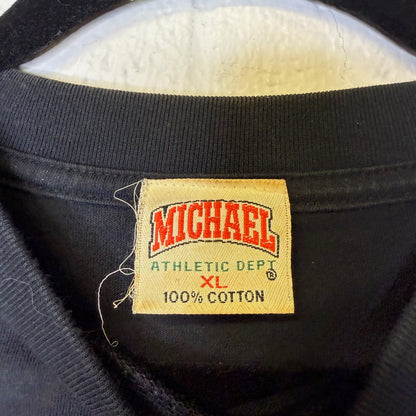 MICHAEL
ATHLETIC DEPT
®
XL
100% COTTON